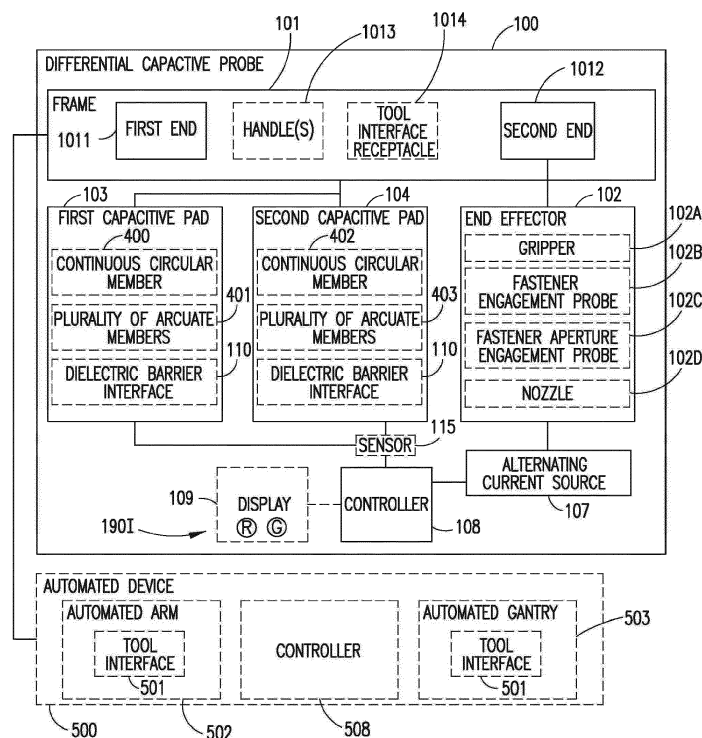 101
1013
1014
100
DIFFERENTIAL CAPACTIVE PROBE
1012
FRAME
1011
FIRST END
HANDLE(S)
TOOL
INTERFACE
RECEPTACLE
SECOND END
103
104
102
FIRST CAPACTIVE PAD
SECOND CAPACTIVE PAD
END EFFECTOR
102A
400
402
GRIPPER
102B
CONTINUOUS CIRCULAR
MEMBER
CONTINUOUS CIRCULAR
MEMBER
FASTENER
ENGAGEMENT PROBE
401
403
102C
PLURALITY OF ARCUATE
MEMBERS
PLURALITY OF ARCUATE
MEMBERS
FASTENER APERTURE
ENGAGEMENT PROBE
110
110
102D
DIELECTRIC BARRIER
INTERFACE
DIELECTRIC BARRIER
INTERFACE
NOZZLE
SENSOR
115
ALTERNATING
CURRENT SOURCE
109
DISPLAY
R G
CONTROLLER
107
190I
108
AUTOMATED DEVICE
AUTOMATED ARM
AUTOMATED GANTRY
503
TOOL
INTERFACE
CONTROLLER
TOOL
INTERFACE
501
501
500
502
508